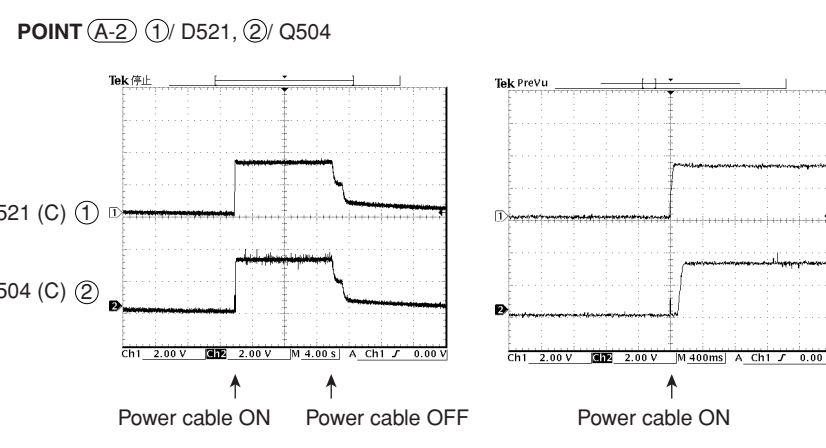 POINT A-2 ①/ D521, ②/ Q504
Tek 停止
Tek PreVu
521 (C) ①
504 (C) ②
1
2
1
2
Ch1 2.00 V Ch2 2.00 V M 4.00 s A Ch1 ∫ 0.00 V
Ch1 2.00 V Ch2 2.00 V M 400ms A Ch1 ∫ 0.00
Power cable ON Power cable OFF
Power cable ON